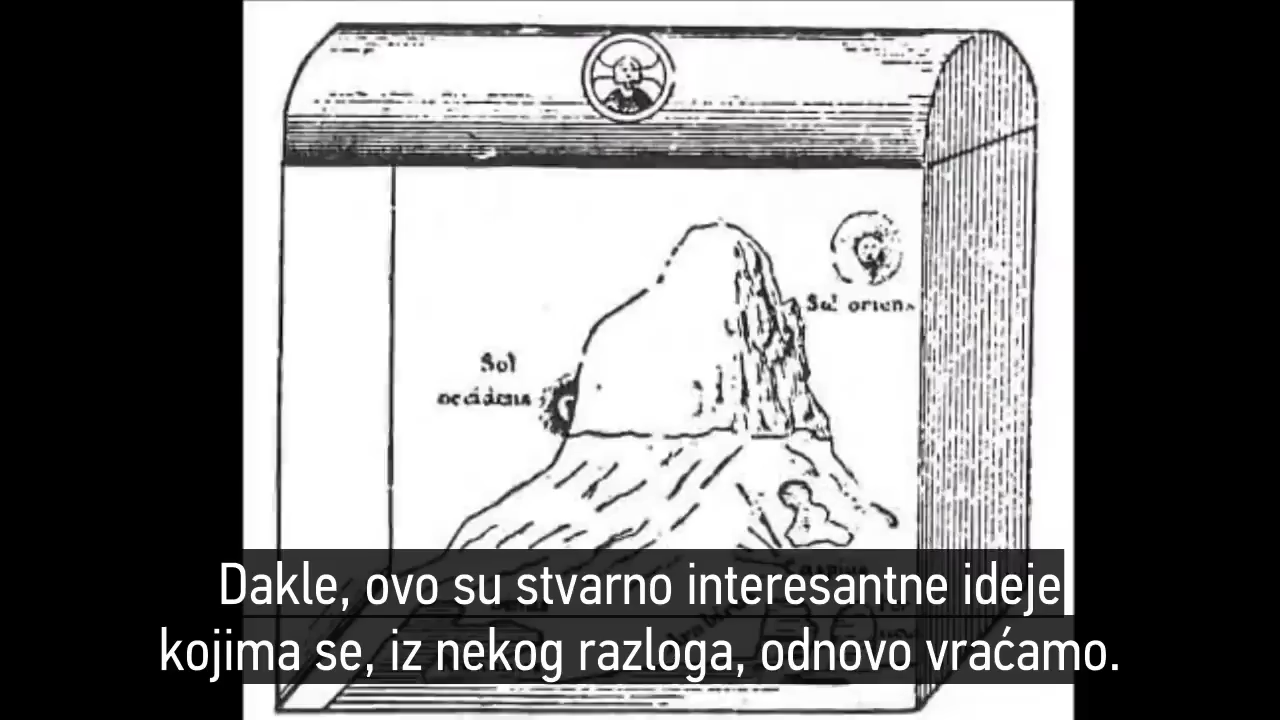 Sol oriens
Sol
occidens
Dakle, ovo su stvarno interesantne ideje
kojima se, iz nekog razloga, odnovo vraćamo.